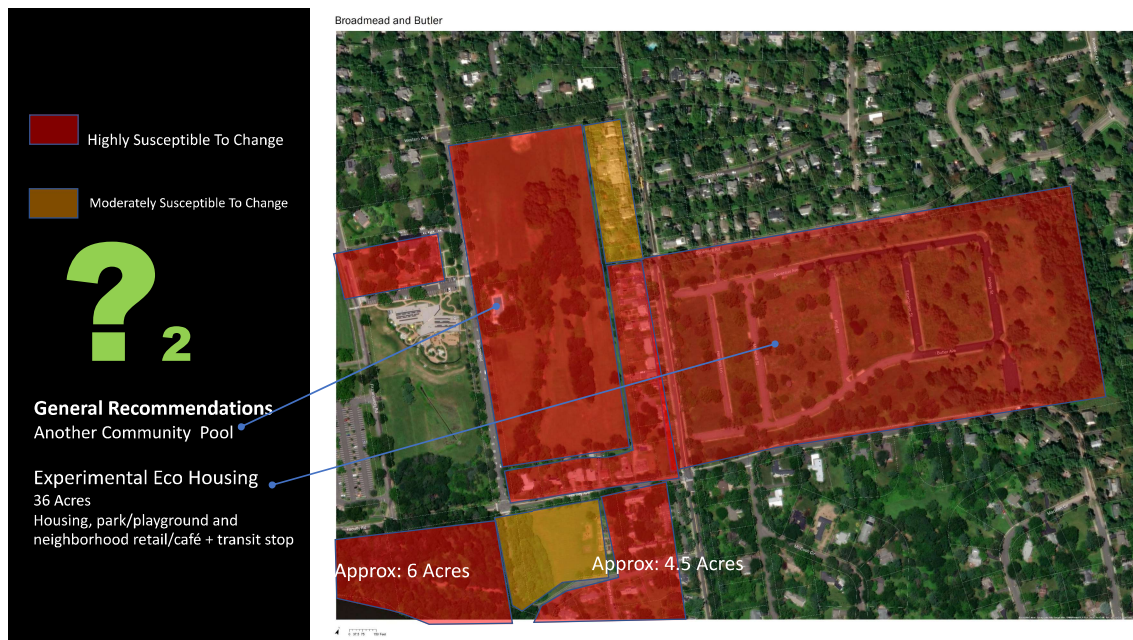 Broadmead and Butler
Highly Susceptible To Change
Moderately Susceptible To Change
? 2
General Recommendations
Another Community Pool
Experimental Eco Housing
36 Acres
Housing, park/playground and
neighborhood retail/café + transit stop
Approx: 6 Acres
Approx: 4.5 Acres